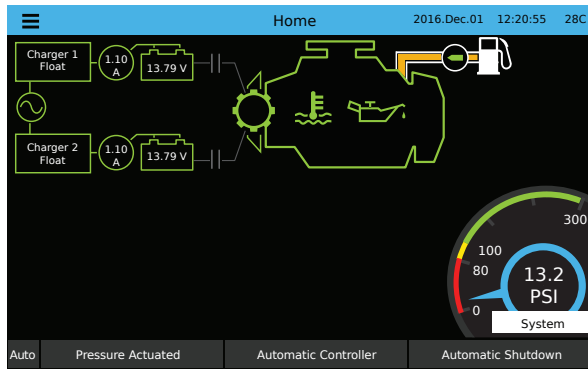 Home
2016.Dec.01 12:20:55 28C
Charger 1
Float
1.10
A
13.79 V
Charger 2
Float
1.10
A
13.79 V
300
100
80
0
13.2
PSI
System
Auto
Pressure Actuated
Automatic Controller
Automatic Shutdown